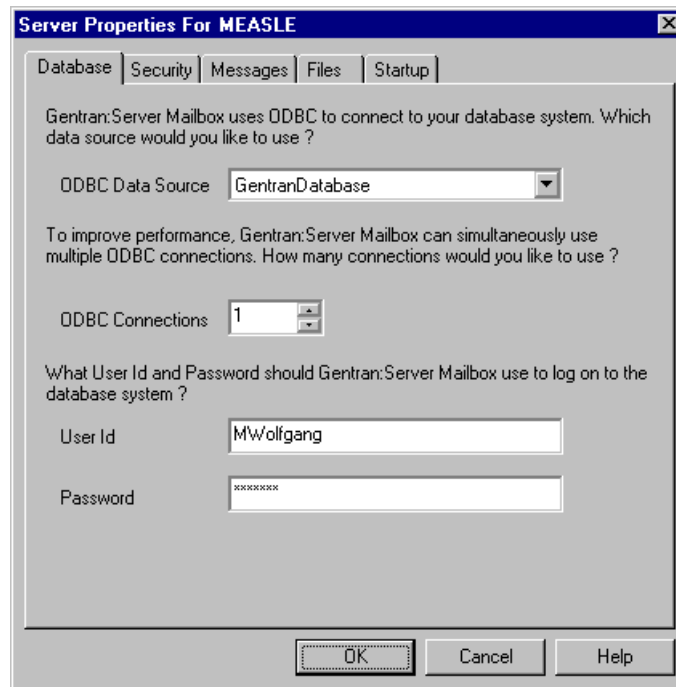 Server Properties For MEASLE
Database Security Messages Files Startup
Gentran:Server Mailbox uses ODBC to connect to your database system. Which
data source would you like to use ?
ODBC Data Source GentranDatabase
To improve performance, Gentran:Server Mailbox can simultaneously use
multiple ODBC connections. How many connections would you like to use ?
ODBC Connections 1
What User Id and Password should Gentran:Server Mailbox use to log on to the
database system ?
User Id MWolfgang
Password *******
OK Cancel Help